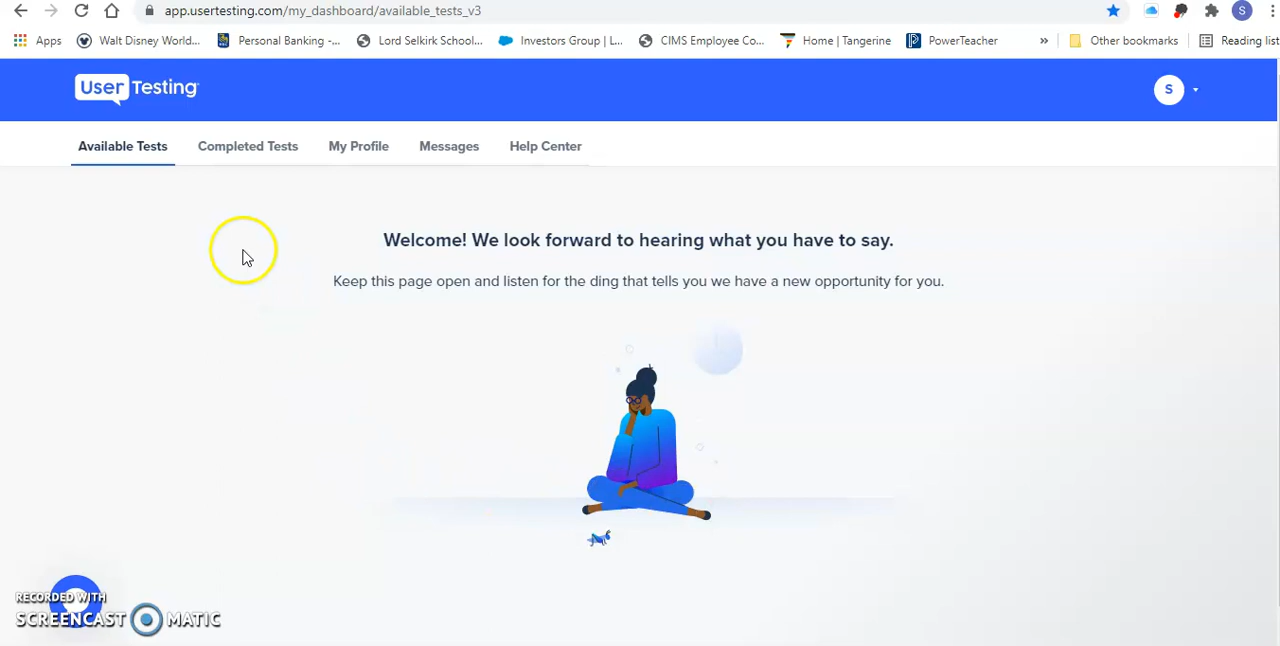 app.usertesting.com/my_dashboard/available_tests_v3
S
Apps Walt Disney World... Personal Banking -... Lord Selkirk School... Investors Group | L... CIMS Employee Co... Home | Tangerine PowerTeacher » Other bookmarks Reading list
UserTesting
S
Available Tests Completed Tests My Profile Messages Help Center
Welcome! We look forward to hearing what you have to say.
Keep this page open and listen for the ding that tells you we have a new opportunity for you.
RECORDED WITH
SCREENCAST MATIC